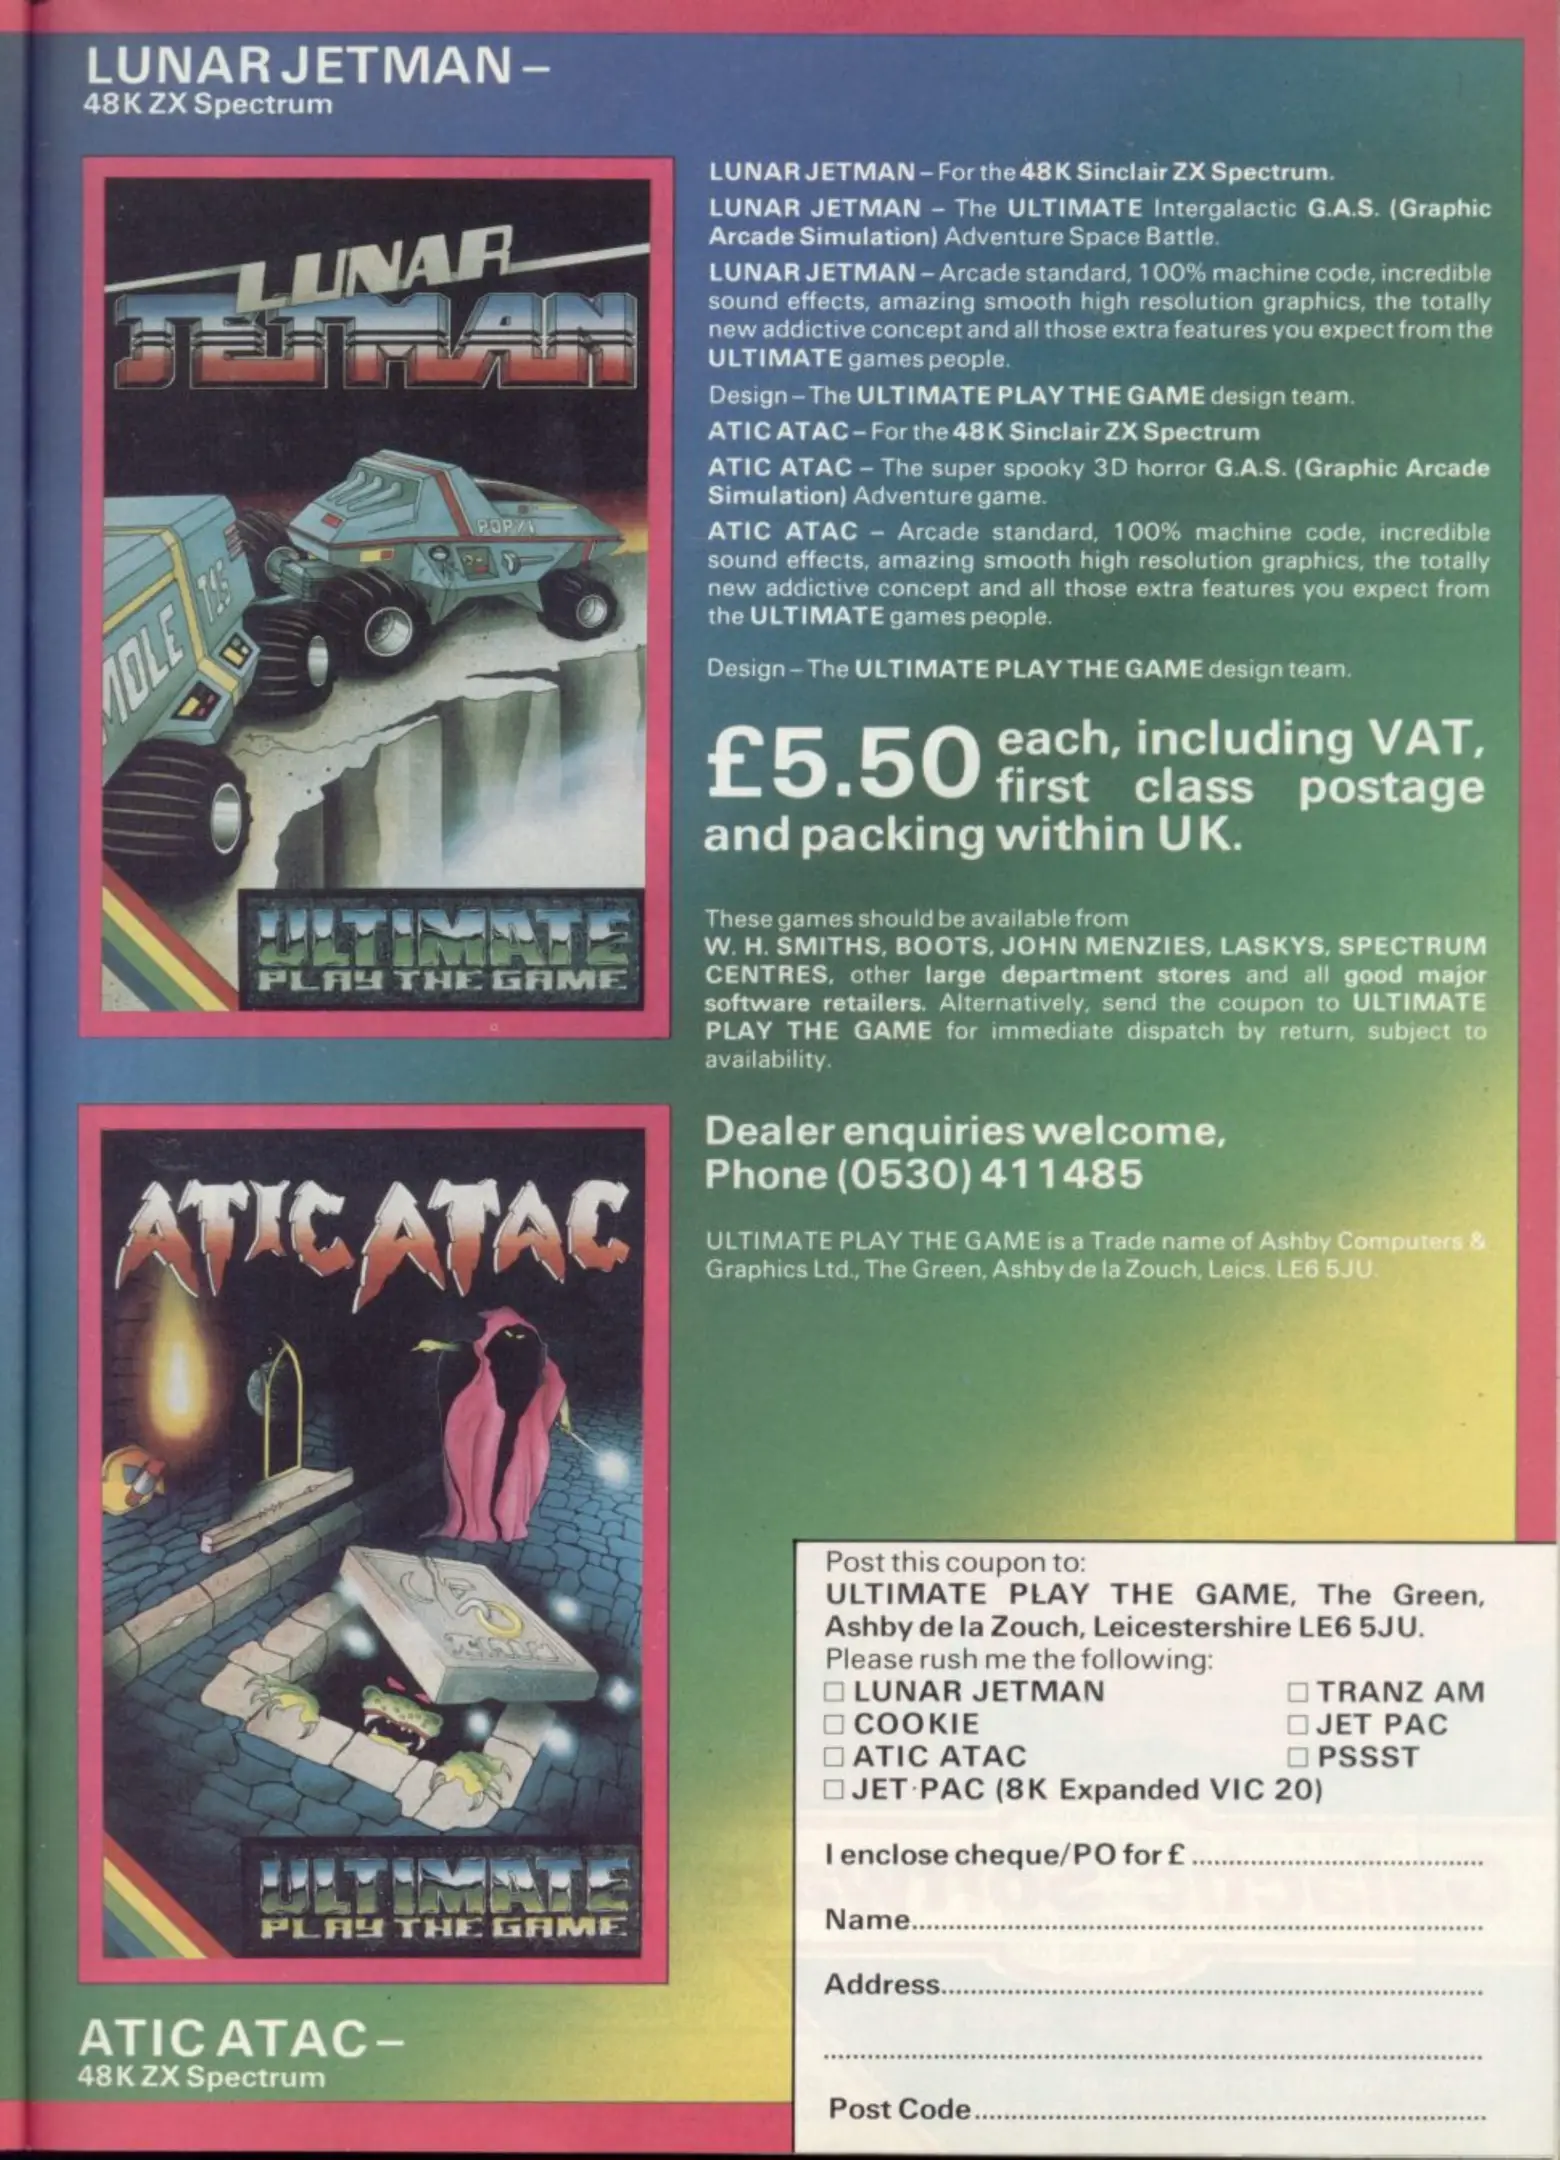 LUNAR JETMAN –
48K ZX Spectrum
LUNAR
JETMAN
POP/1
MOLE T15
ULTIMATE
PLAY THE GAME
LUNAR JETMAN – For the 48K Sinclair ZX Spectrum.
LUNAR JETMAN – The ULTIMATE Intergalactic G.A.S. (Graphic
Arcade Simulation) Adventure Space Battle.
LUNAR JETMAN – Arcade standard, 100% machine code, incredible
sound effects, amazing smooth high resolution graphics, the totally
new addictive concept and all those extra features you expect from the
ULTIMATE games people.
Design – The ULTIMATE PLAY THE GAME design team.
ATIC ATAC – For the 48K Sinclair ZX Spectrum
ATIC ATAC – The super spooky 3D horror G.A.S. (Graphic Arcade
Simulation) Adventure game.
ATIC ATAC – Arcade standard, 100% machine code, incredible
sound effects, amazing smooth high resolution graphics, the totally
new addictive concept and all those extra features you expect from
the ULTIMATE games people.
Design – The ULTIMATE PLAY THE GAME design team.
£5.50 each, including VAT,
first class postage
and packing within UK.
These games should be available from
W. H. SMITHS, BOOTS, JOHN MENZIES, LASKYS, SPECTRUM
CENTRES, other large department stores and all good major
software retailers. Alternatively, send the coupon to ULTIMATE
PLAY THE GAME for immediate dispatch by return, subject to
availability.
Dealer enquiries welcome,
Phone (0530) 411485
ULTIMATE PLAY THE GAME is a Trade name of Ashby Computers &
Graphics Ltd., The Green, Ashby de la Zouch, Leics. LE6 5JU.
ATIC ATAC
ULTIMATE
PLAY THE GAME
ATIC ATAC –
48K ZX Spectrum
Post this coupon to:
ULTIMATE PLAY THE GAME, The Green,
Ashby de la Zouch, Leicestershire LE6 5JU.
Please rush me the following:
□ LUNAR JETMAN □ TRANZ AM
□ COOKIE □ JET PAC
□ ATIC ATAC □ PSSST
□ JET·PAC (8K Expanded VIC 20)
I enclose cheque/PO for £
Name
Address
Post Code